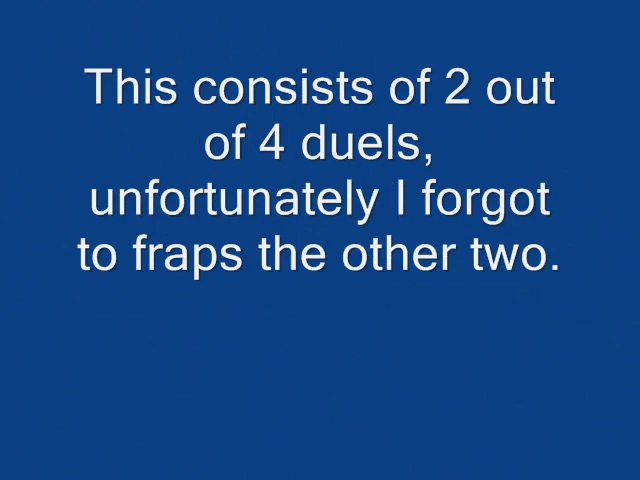 This consists of 2 out
of 4 duels,
unfortunately I forgot
to fraps the other two.